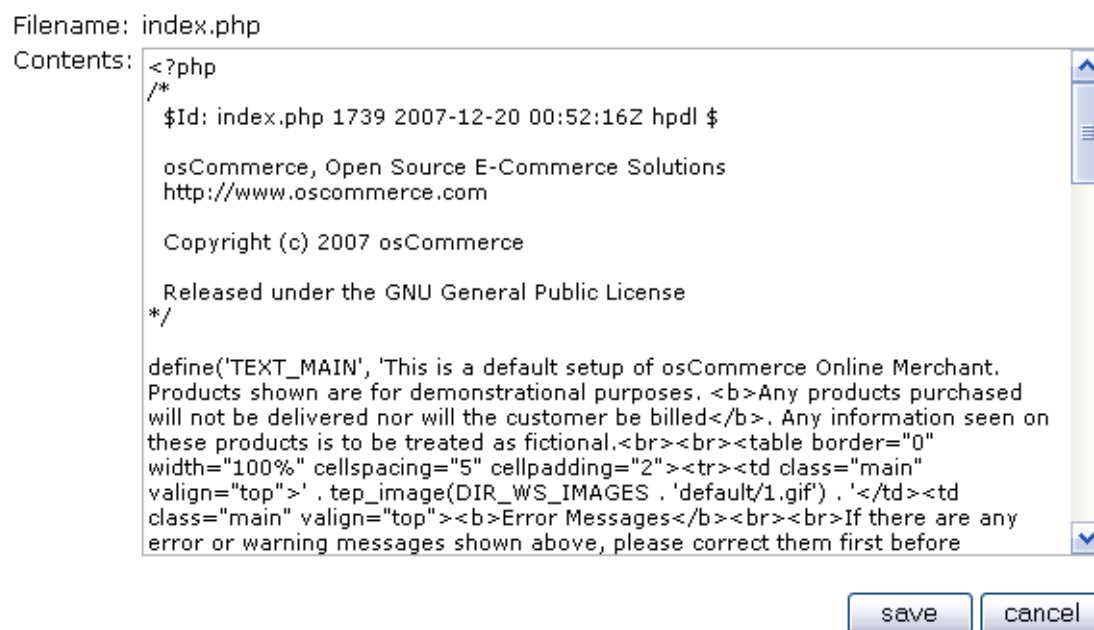 Filename: index.php
Contents:
<?php
/*
$Id: index.php 1739 2007-12-20 00:52:16Z hpdl $
osCommerce, Open Source E-Commerce Solutions
http://www.oscommerce.com
Copyright (c) 2007 osCommerce
Released under the GNU General Public License
*/
define('TEXT_MAIN', 'This is a default setup of osCommerce Online Merchant.
Products shown are for demonstrational purposes. <b>Any products purchased
will not be delivered nor will the customer be billed</b>. Any information seen on
these products is to be treated as fictional.<br><br><table border="0"
width="100%" cellspacing="5" cellpadding="2"><tr><td class="main"
valign="top">' . tep_image(DIR_WS_IMAGES . 'default/1.gif') . '</td><td
class="main" valign="top"><b>Error Messages</b><br><br>If there are any
error or warning messages shown above, please correct them first before
save cancel